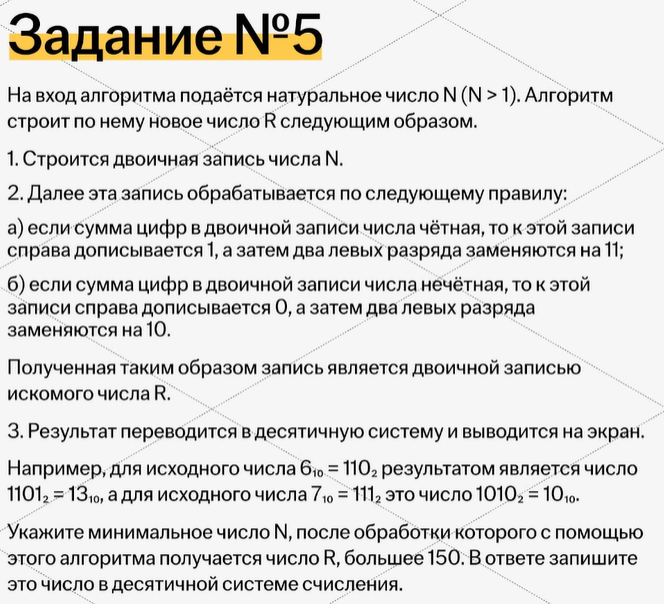 Задание №5
На вход алгоритма подаётся натуральное число N (N > 1). Алгоритм
строит по нему новое число R следующим образом.
1. Строится двоичная запись числа N.
2. Далее эта запись обрабатывается по следующему правилу:
а) если сумма цифр в двоичной записи числа чётная, то к этой записи
справа дописывается 1, а затем два левых разряда заменяются на 11;
б) если сумма цифр в двоичной записи числа нечётная, то к этой
записи справа дописывается 0, а затем два левых разряда
заменяются на 10.
Полученная таким образом запись является двоичной записью
искомого числа R.
3. Результат переводится в десятичную систему и выводится на экран.
Например, для исходного числа 6₁₀ = 110₂ результатом является число
1101₂ = 13₁₀, а для исходного числа 7₁₀ = 111₂ это число 1010₂ = 10₁₀.
Укажите минимальное число N, после обработки которого с помощью
этого алгоритма получается число R, большее 150. В ответе запишите
это число в десятичной системе счисления.